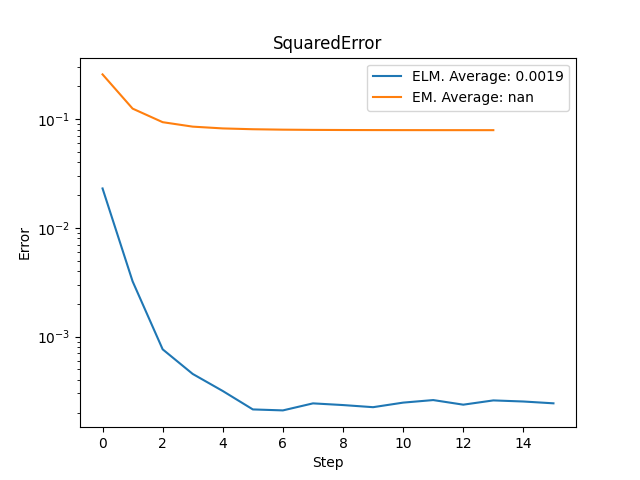 SquaredError
ELM. Average: 0.0019
EM. Average: nan
10⁻¹
10⁻²
10⁻³
Error
0 2 4 6 8 10 12 14
Step